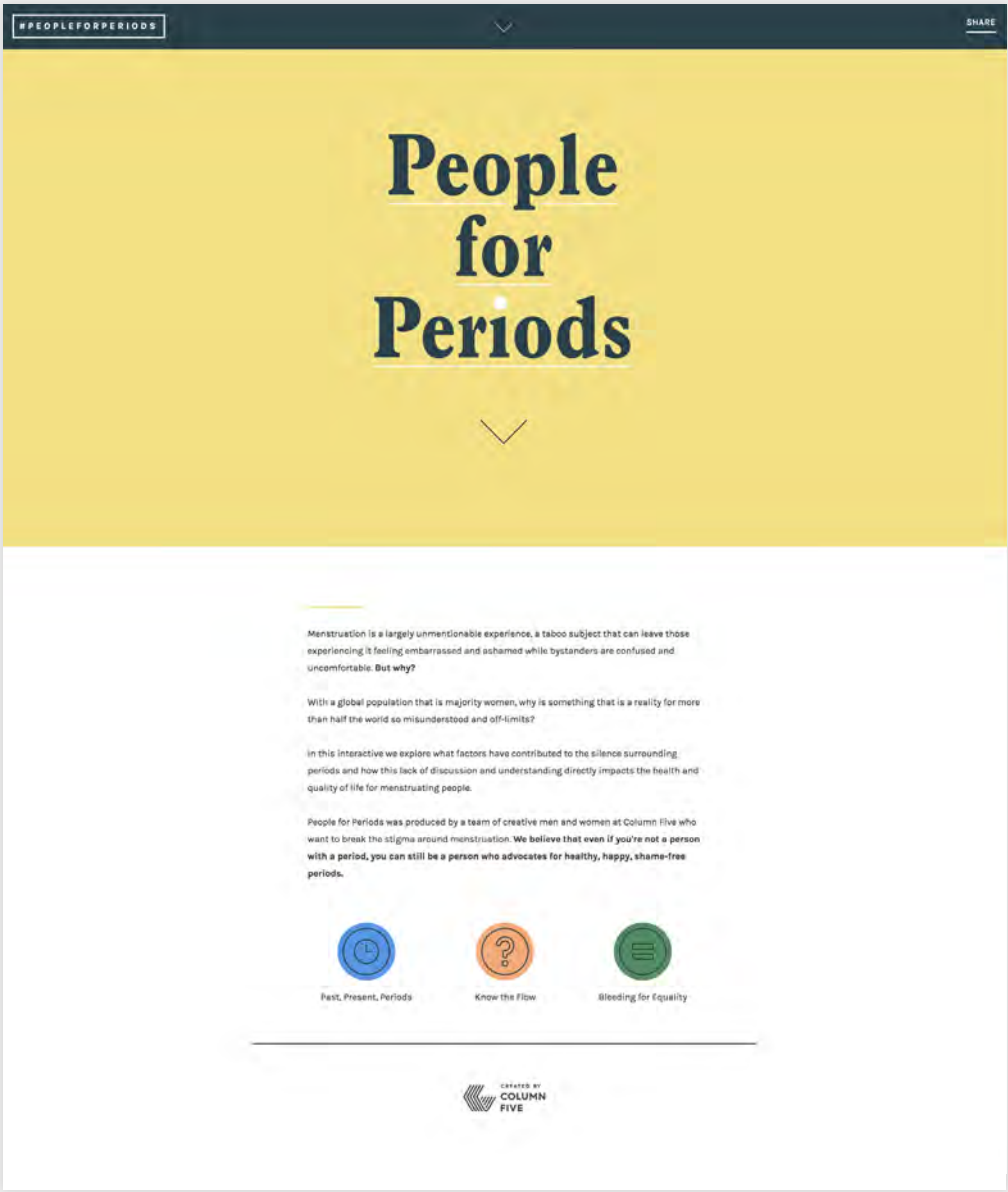 #PEOPLEFORPERIODS
SHARE
People
for
Periods
Menstruation is a largely unmentionable experience, a taboo subject that can leave those
experiencing it feeling embarrassed and ashamed while bystanders are confused and
uncomfortable. But why?
With a global population that is majority women, why is something that is a reality for more
than half the world so misunderstood and off-limits?
In this interactive we explore what factors have contributed to the silence surrounding
periods and how this lack of discussion and understanding directly impacts the health and
quality of life for menstruating people.
People for Periods was produced by a team of creative men and women at Column Five who
want to break the stigma around menstruation. We believe that even if you're not a person
with a period, you can still be a person who advocates for healthy, happy, shame-free
periods.
Past, Present, Periods
Know the Flow
Bleeding for Equality
CREATED BY
COLUMN
FIVE